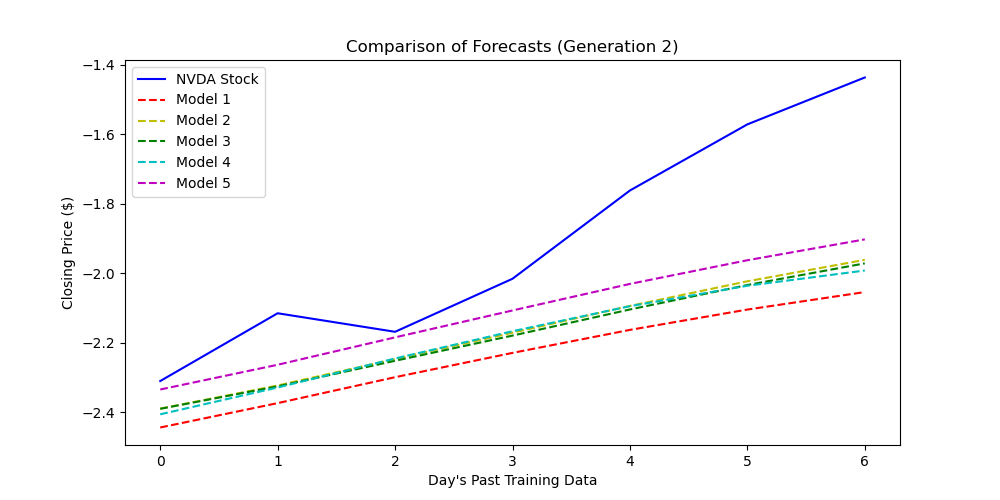 Comparison of Forecasts (Generation 2)
NVDA Stock
Model 1
Model 2
Model 3
Model 4
Model 5
Closing Price ($)
−1.4
−1.6
−1.8
−2.0
−2.2
−2.4
0 1 2 3 4 5 6
Day's Past Training Data